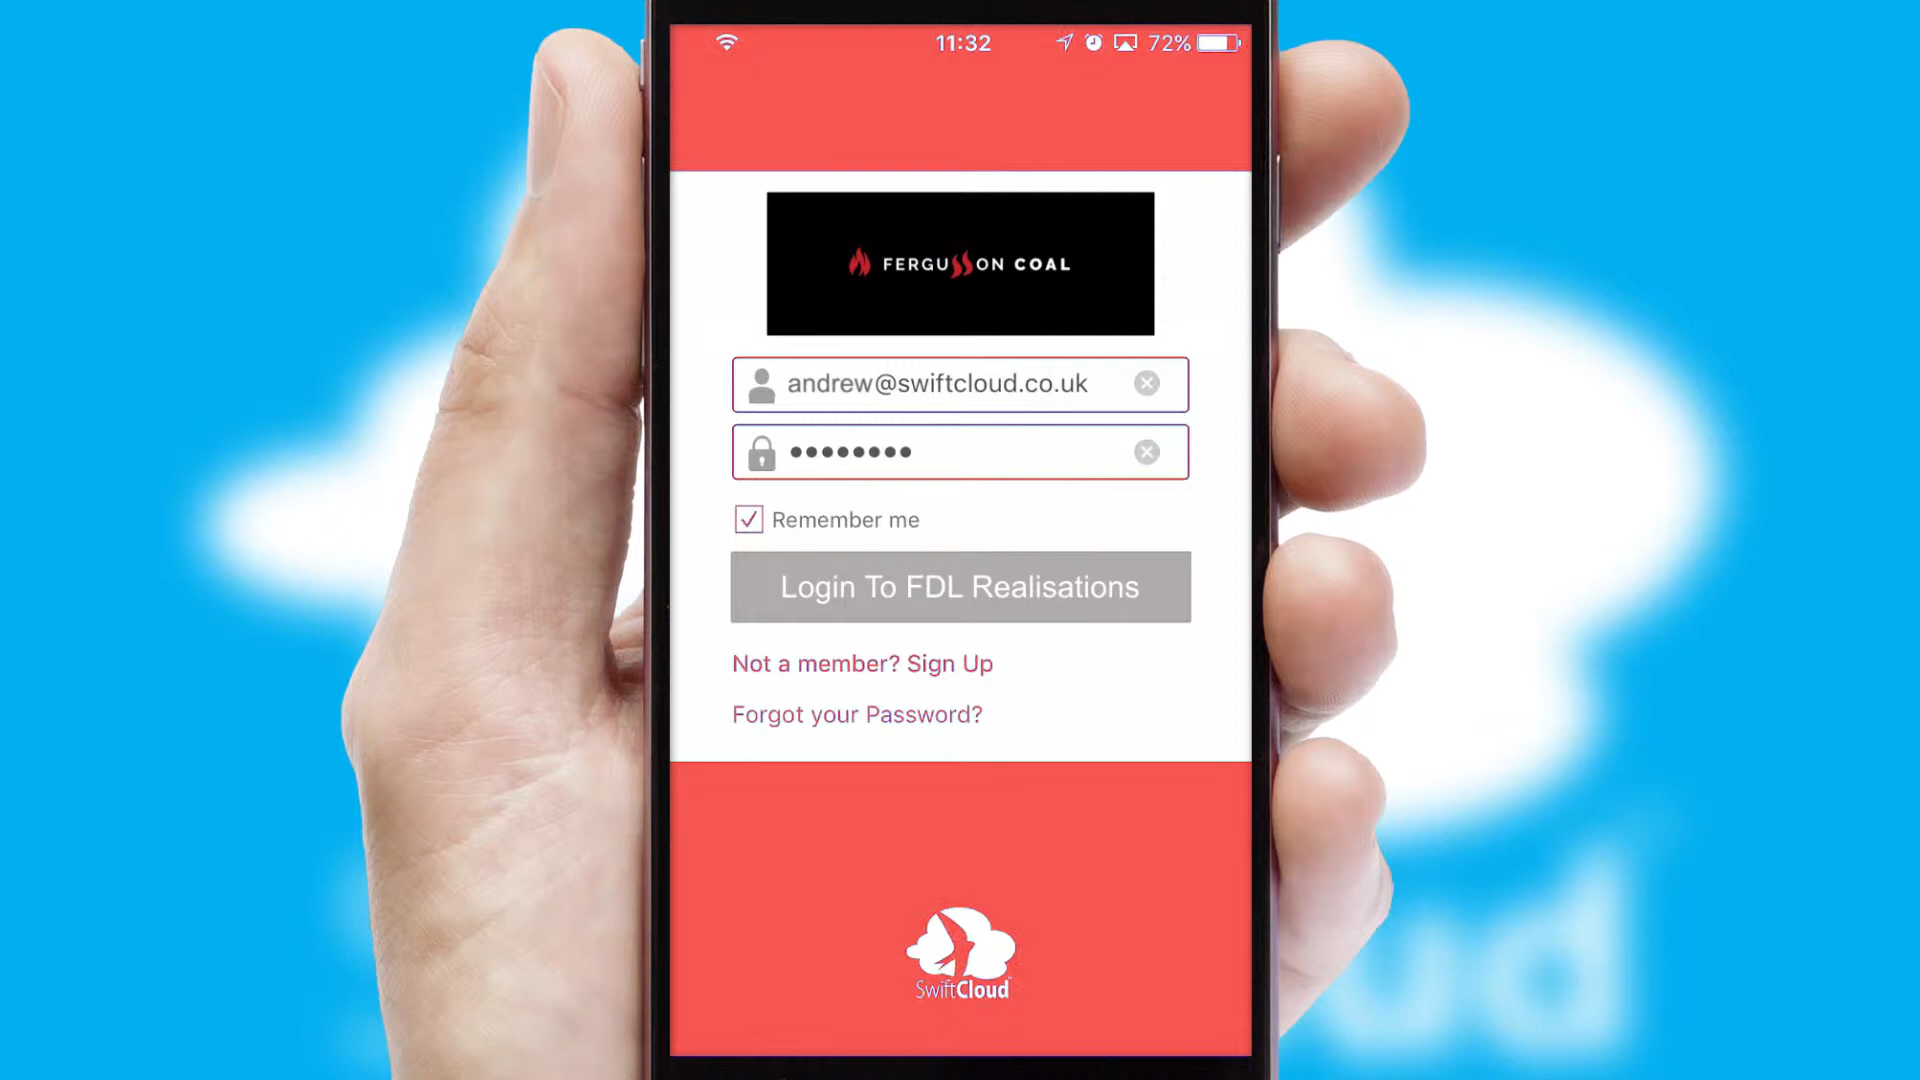 11:32
72%
FERGUSSON COAL
andrew@swiftcloud.co.uk
••••••••
Remember me
Login To FDL Realisations
Not a member? Sign Up
Forgot your Password?
SwiftCloud
ud